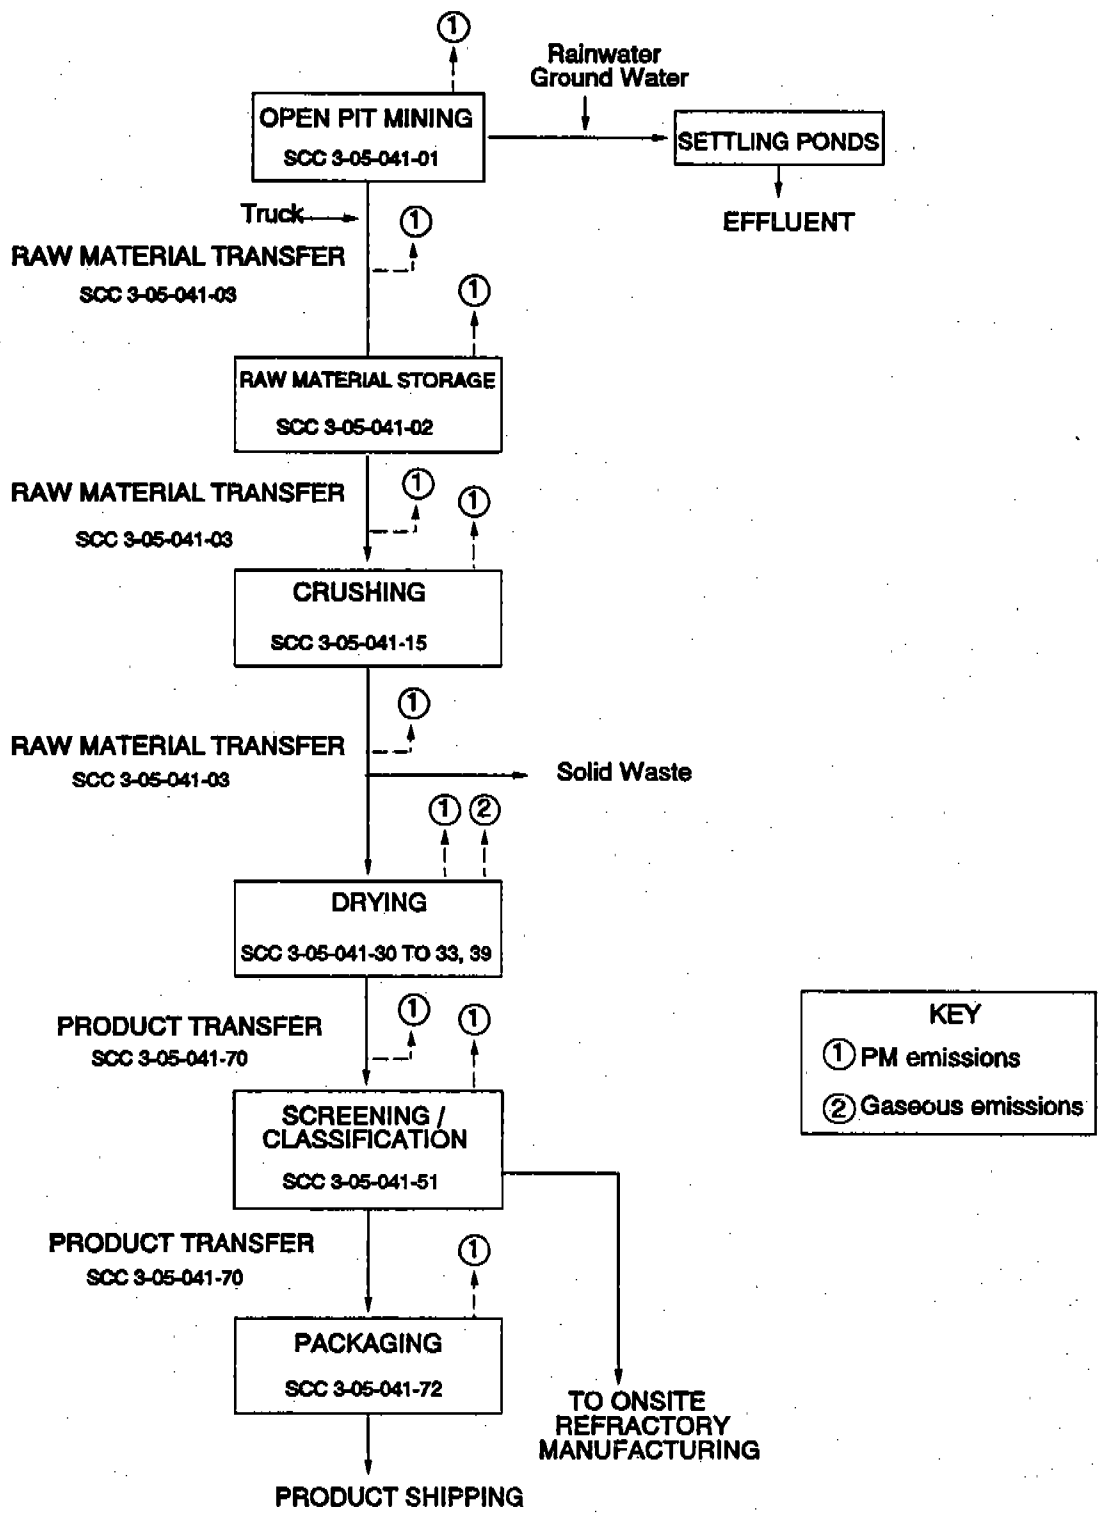 ①
Rainwater
Ground Water
OPEN PIT MINING
SCC 3-05-041-01
SETTLING PONDS
EFFLUENT
Truck
①
RAW MATERIAL TRANSFER
SCC 3-05-041-03
①
RAW MATERIAL STORAGE
SCC 3-05-041-02
RAW MATERIAL TRANSFER
SCC 3-05-041-03
①
①
CRUSHING
SCC 3-05-041-15
①
RAW MATERIAL TRANSFER
SCC 3-05-041-03
Solid Waste
① ②
DRYING
SCC 3-05-041-30 TO 33, 39
PRODUCT TRANSFER
SCC 3-05-041-70
①
①
KEY
① PM emissions
② Gaseous emissions
SCREENING /
CLASSIFICATION
SCC 3-05-041-51
PRODUCT TRANSFER
SCC 3-05-041-70
①
PACKAGING
SCC 3-05-041-72
TO ONSITE
REFRACTORY
MANUFACTURING
PRODUCT SHIPPING